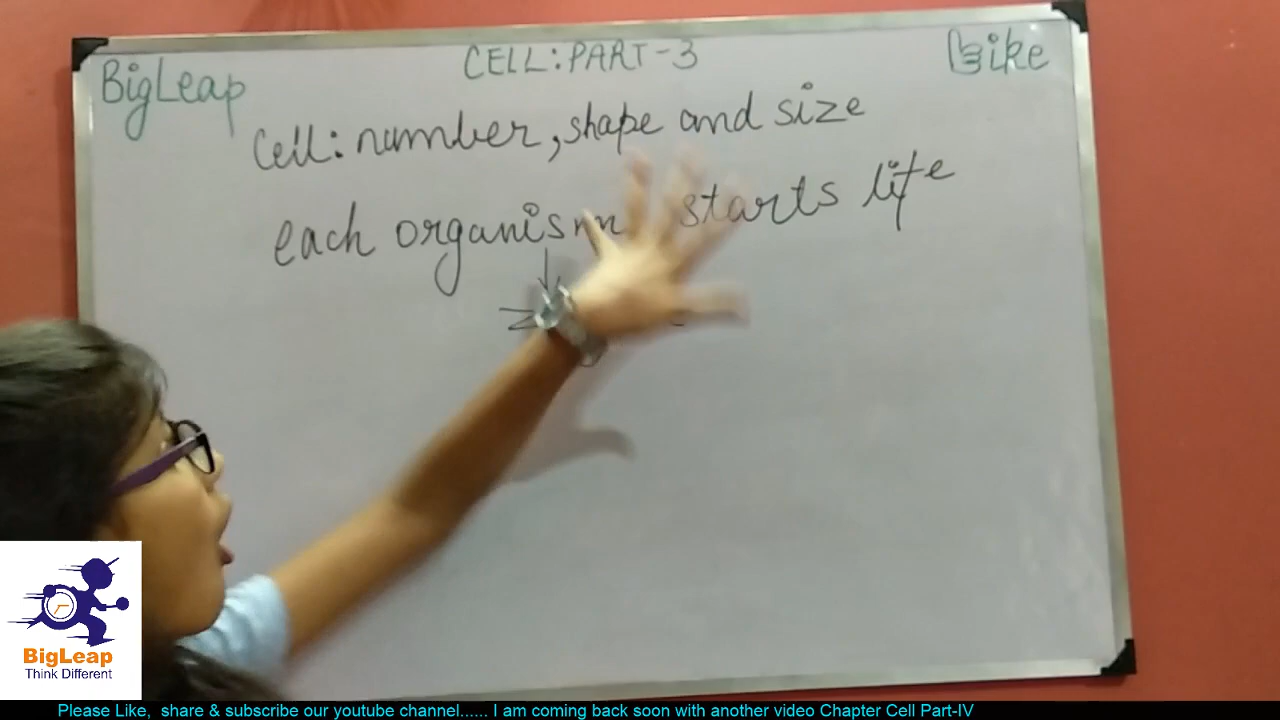 BigLeap
CELL: PART-3
Like
Cell: number, shape and size
each organism starts life
BigLeap
Think Different
Please Like, share & subscribe our youtube channel...... I am coming back soon with another video Chapter Cell Part-IV